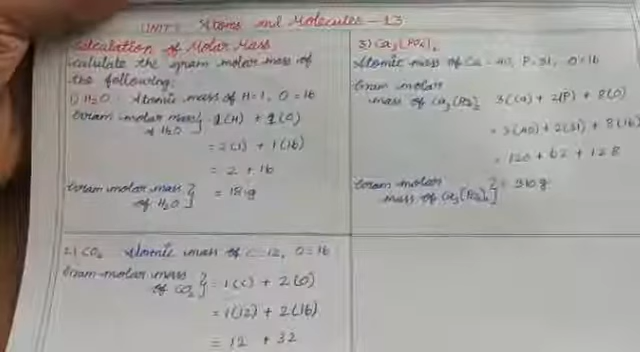 UNIT: Atoms and Molecules - 13
Calculation of Molar Mass
Calculate the gram molar mass of
the following:
1) H₂O Atomic mass of H=1, O=16
Gram molar mass of H₂O } 2(H) + 1(O)
= 2(1) + 1(16)
= 2 + 16
Gram molar mass of H₂O } = 18 g
2) CO₂ Atomic mass of C=12, O=16
Gram molar mass of CO₂ } = 1(C) + 2(O)
= 1(12) + 2(16)
= 12 + 32
3) Ca₃(PO₄)₂
Atomic mass of Ca=40, P=31, O=16
Gram molar
mass of Ca₃(PO₄)₂ 3(Ca) + 2(P) + 8(O)
= 3(40) + 2(31) + 8(16)
= 120 + 62 + 128
Gram molar mass of Ca₃(PO₄)₂ } = 310 g